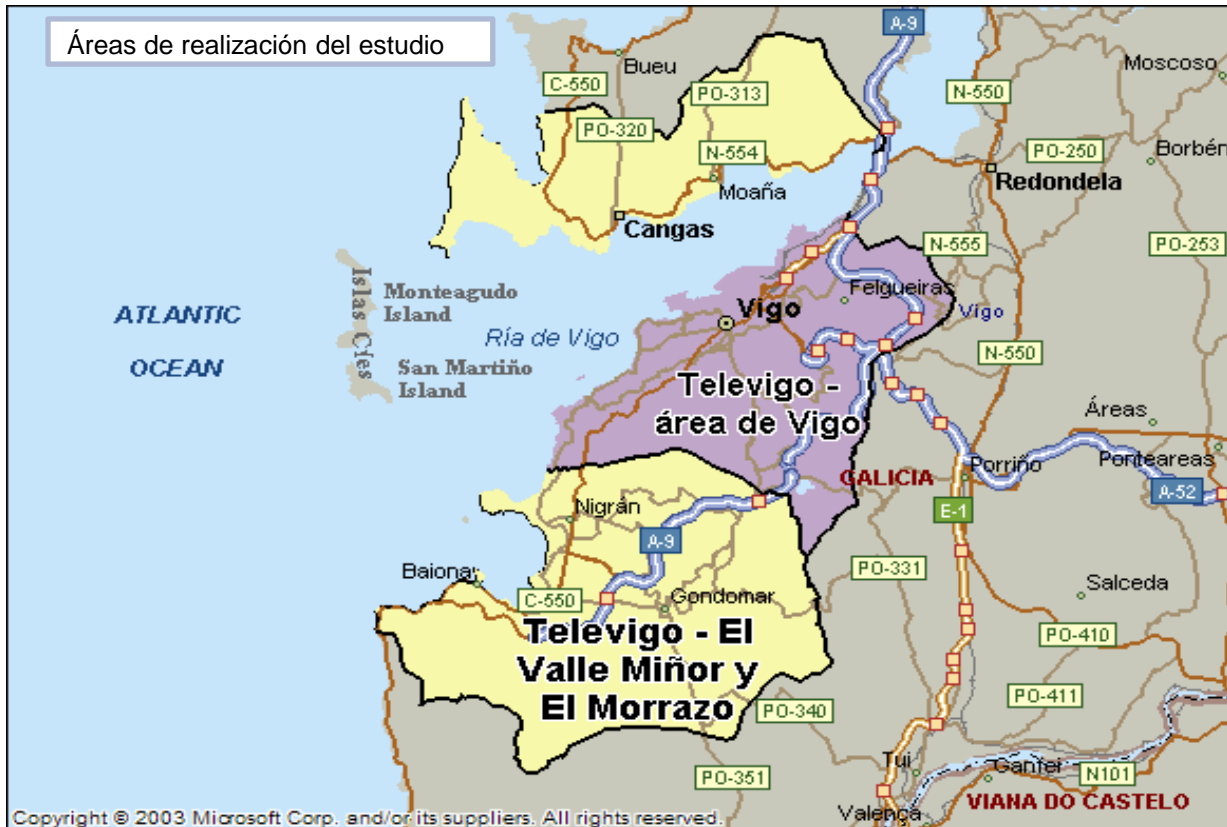 Áreas de realización del estudio
A-9
Bueu
Moscoso
C-550
PO-313
N-550
PO-320
PO-250
N-554
Borbén
Moaña
Redondela
Cangas
N-555
PO-253
Islas Cíes
Monteagudo
Island
Felgueiras
ATLANTIC
OCEAN
Vigo
Vigo
Ría de Vigo
N-550
San Martiño
Island
Televigo -
área de Vigo
Áreas
GALICIA
Porriño
Ponteareas
A-52
Nigrán
E-1
A-9
Baiona
PO-331
C-550
Gondomar
Salceda
Televigo - El
Valle Miñor y
El Morrazo
PO-410
PO-411
PO-340
Tui
Ganfei
N101
PO-351
VIANA DO CASTELO
Valença
Copyright © 2003 Microsoft Corp. and/or its suppliers. All rights reserved.